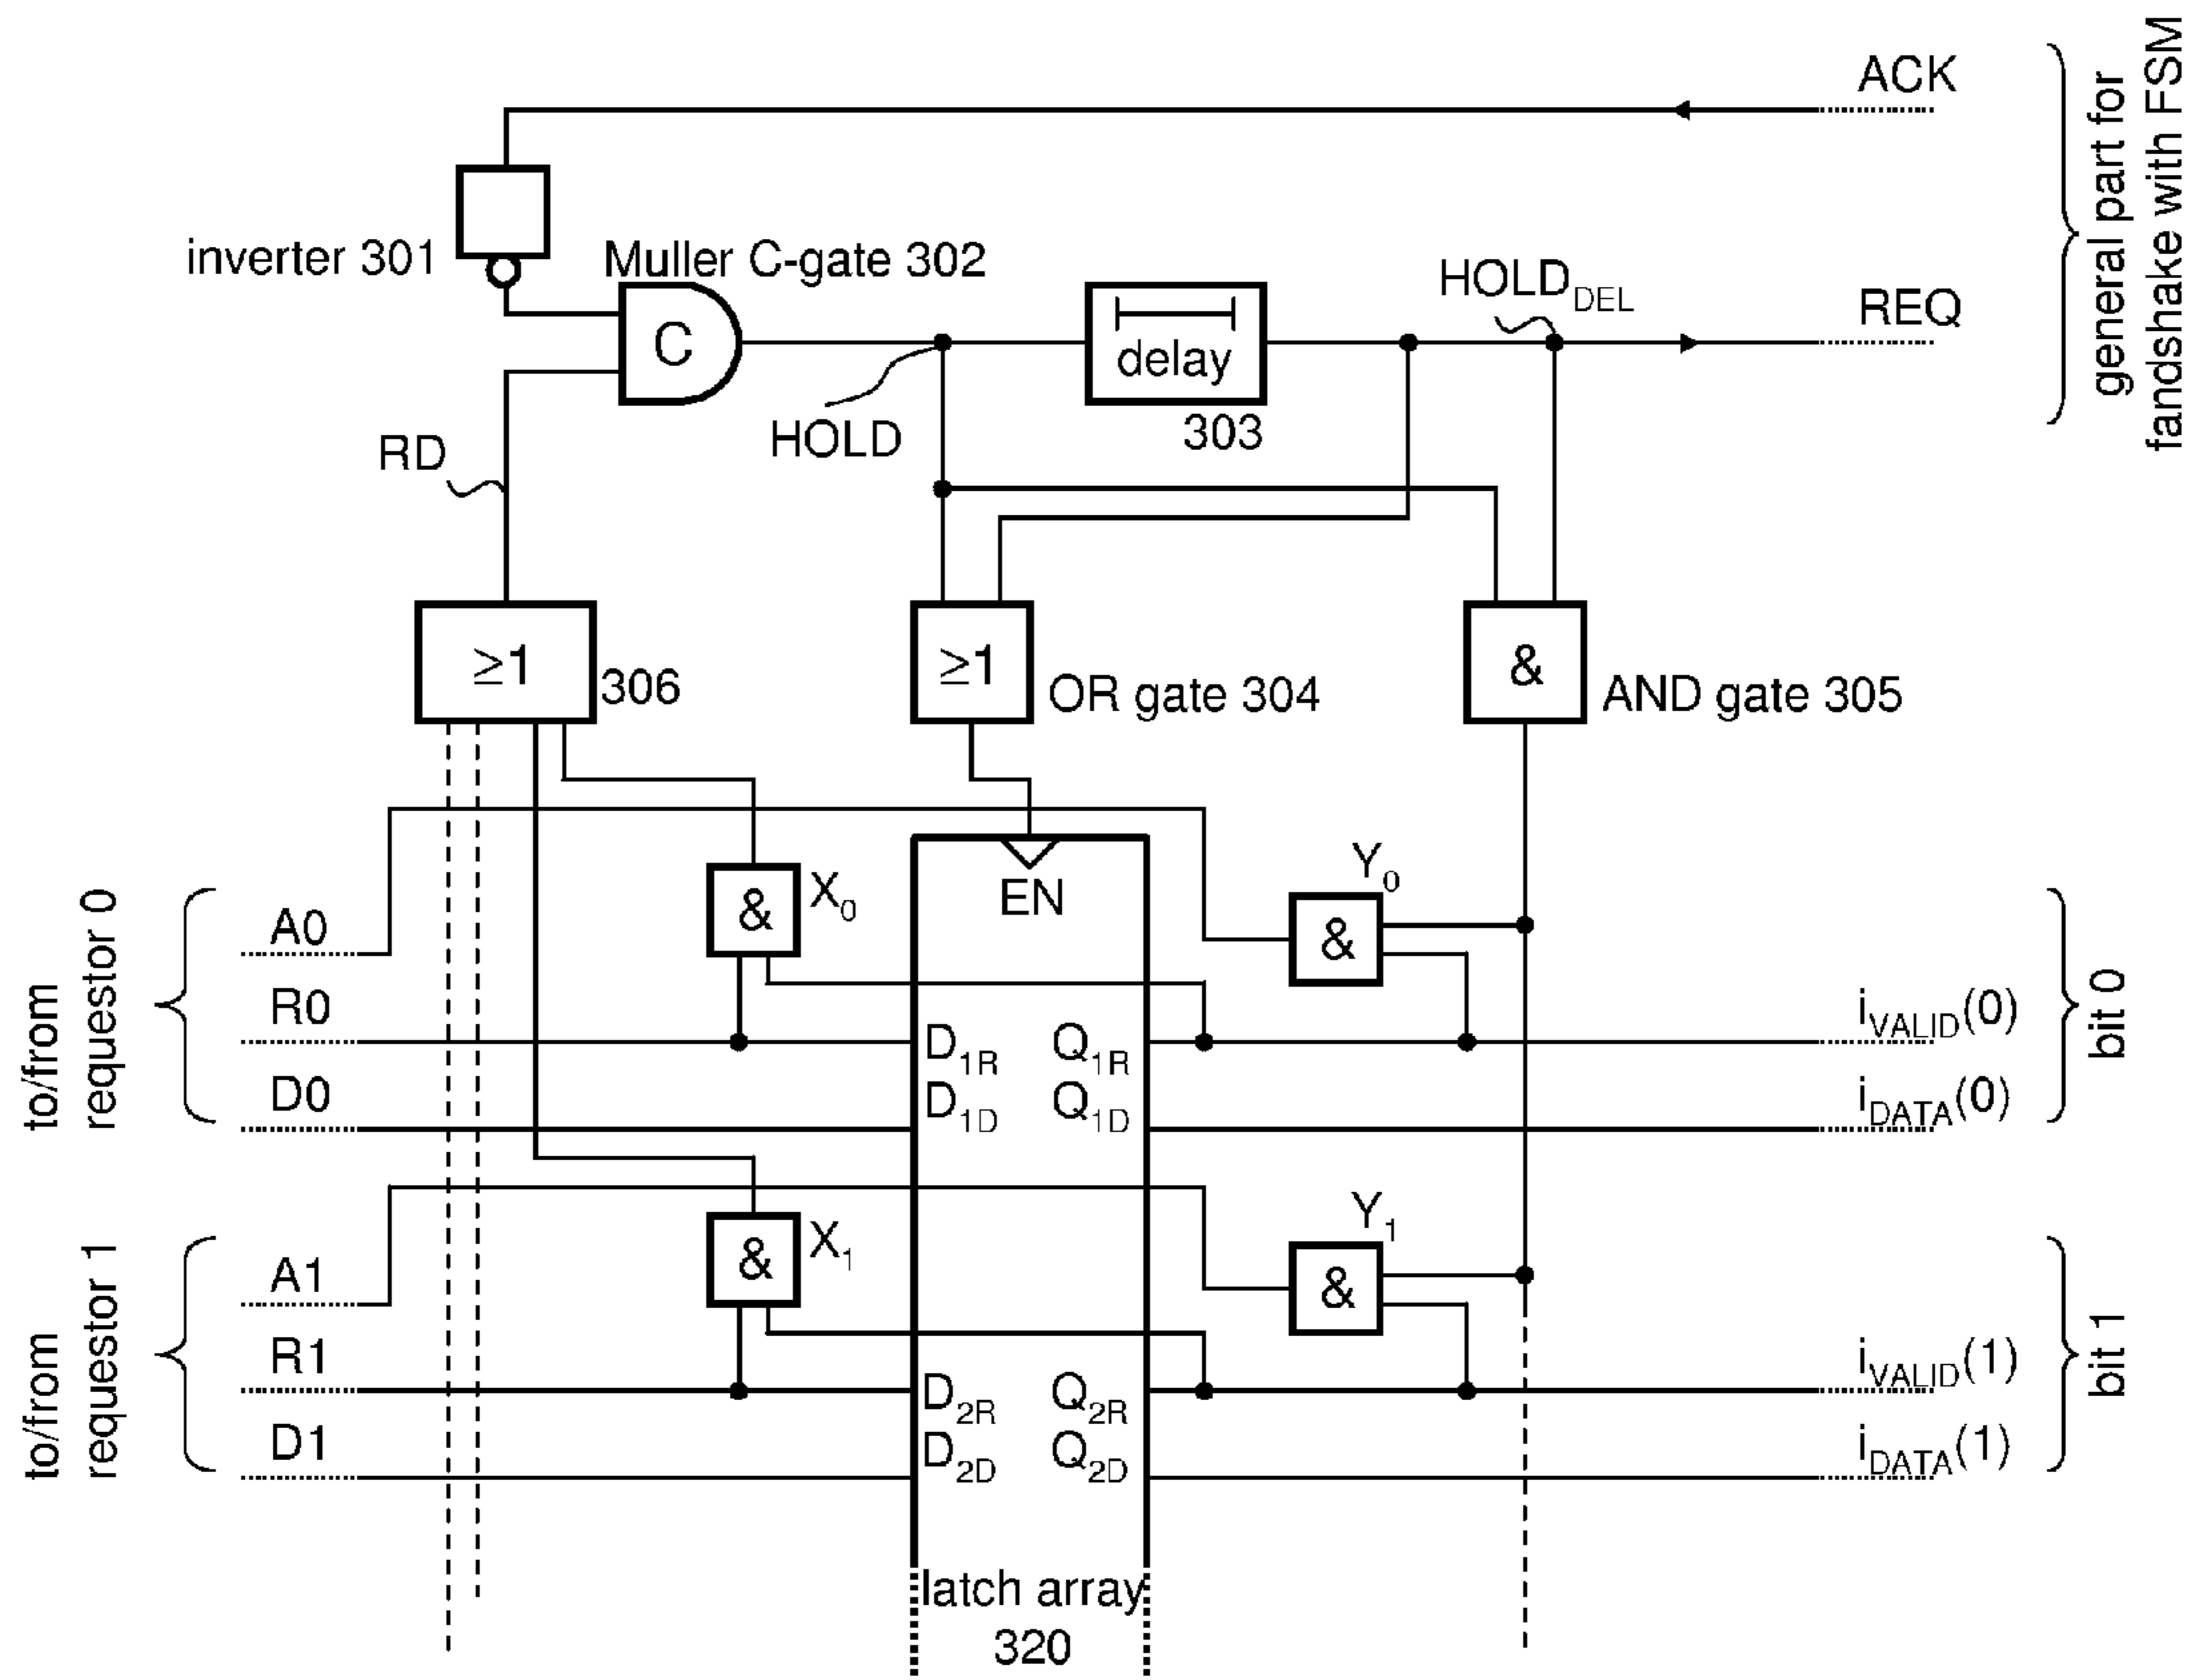 ACK
general part for
fandshake with FSM
inverter 301
Muller C-gate 302
C
HOLD
delay
303
HOLD_DEL
REQ
RD
≥1
306
≥1
OR gate 304
&
AND gate 305
to/from
requestor 0
A0
R0
D0
&
X_0
EN
D_1R
Q_1R
D_1D
Q_1D
Y_0
&
i_VALID(0)
i_DATA(0)
bit 0
to/from
requestor 1
A1
R1
D1
&
X_1
D_2R
Q_2R
D_2D
Q_2D
Y_1
&
i_VALID(1)
i_DATA(1)
bit 1
latch array
320